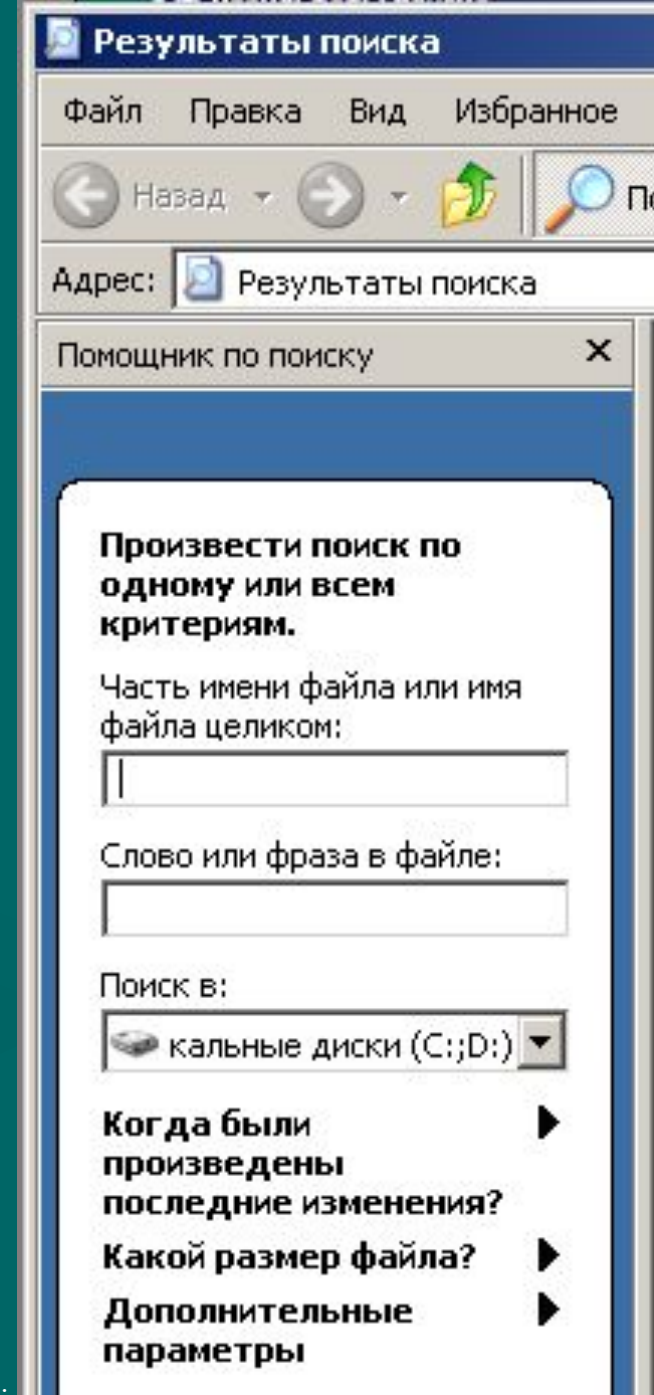 Результаты поиска
Файл Правка Вид Избранное
Назад
Адрес: Результаты поиска
Помощник по поиску
Произвести поиск по
одному или всем
критериям.
Часть имени файла или имя
файла целиком:
Слово или фраза в файле:
Поиск в:
кальные диски (C:;D:)
Когда были
произведены
последние изменения?
Какой размер файла?
Дополнительные
параметры